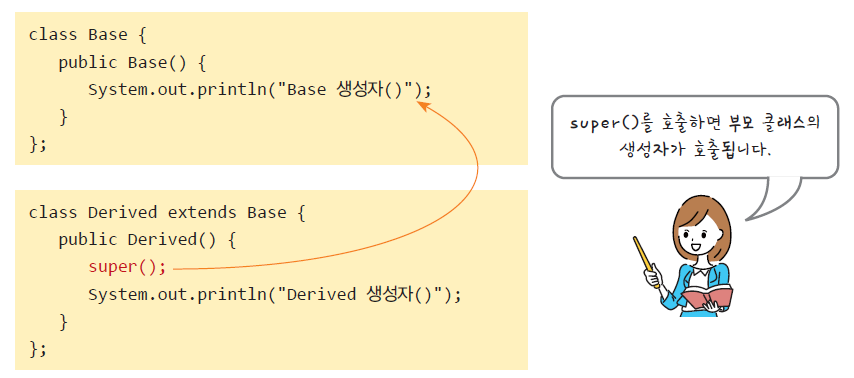 class Base {
public Base() {
System.out.println("Base 생성자()");
}
};
class Derived extends Base {
public Derived() {
super();
System.out.println("Derived 생성자()");
}
};
super()를 호출하면 부모 클래스의
생성자가 호출됩니다.